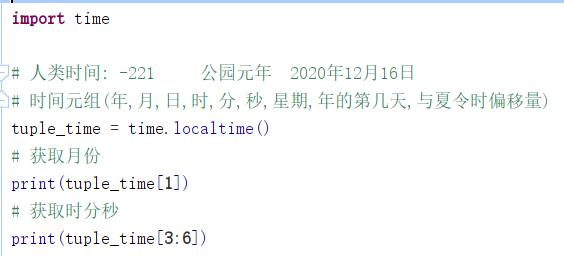 import time
# 人类时间: -221 公园元年 2020年12月16日
# 时间元组(年,月,日,时,分,秒,星期,年的第几天,与夏令时偏移量)
tuple_time = time.localtime()
# 获取月份
print(tuple_time[1])
# 获取时分秒
print(tuple_time[3:6])